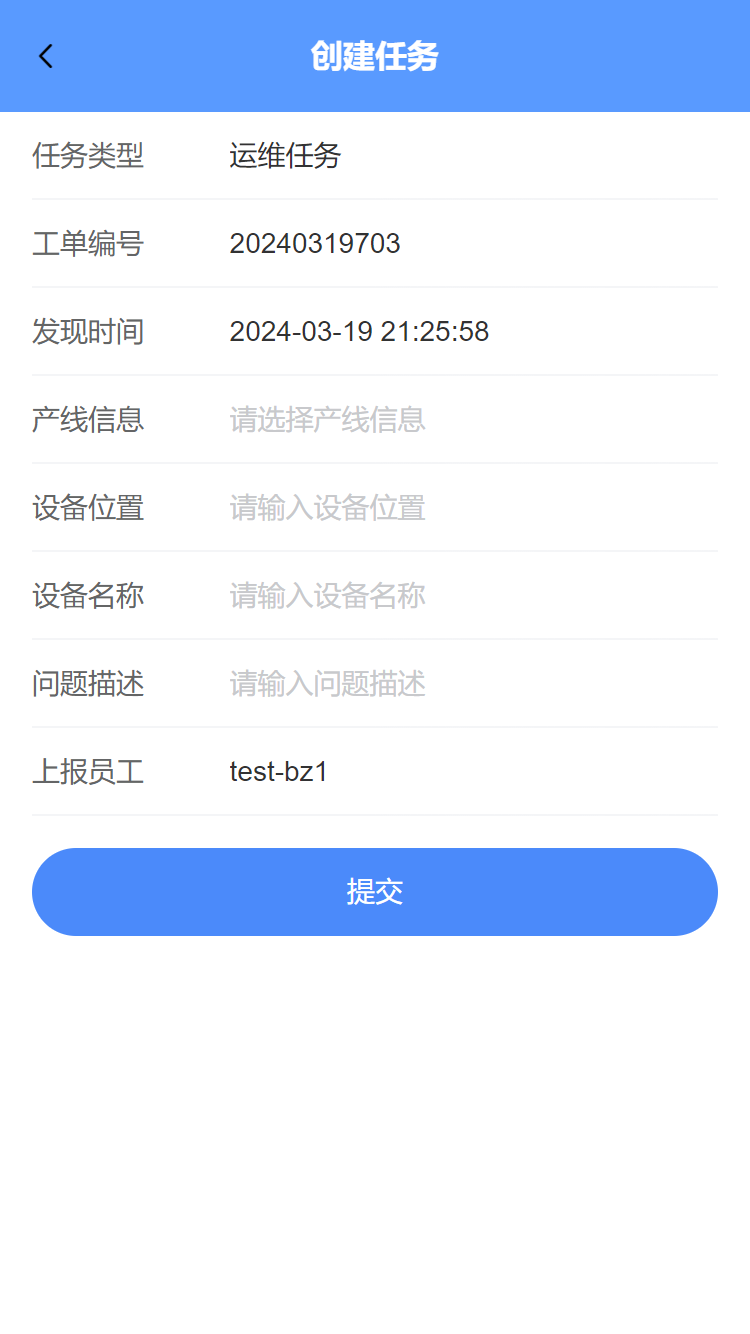 创建任务
任务类型 运维任务
工单编号 20240319703
发现时间 2024-03-19 21:25:58
产线信息 请选择产线信息
设备位置 请输入设备位置
设备名称 请输入设备名称
问题描述 请输入问题描述
上报员工 test-bz1
提交